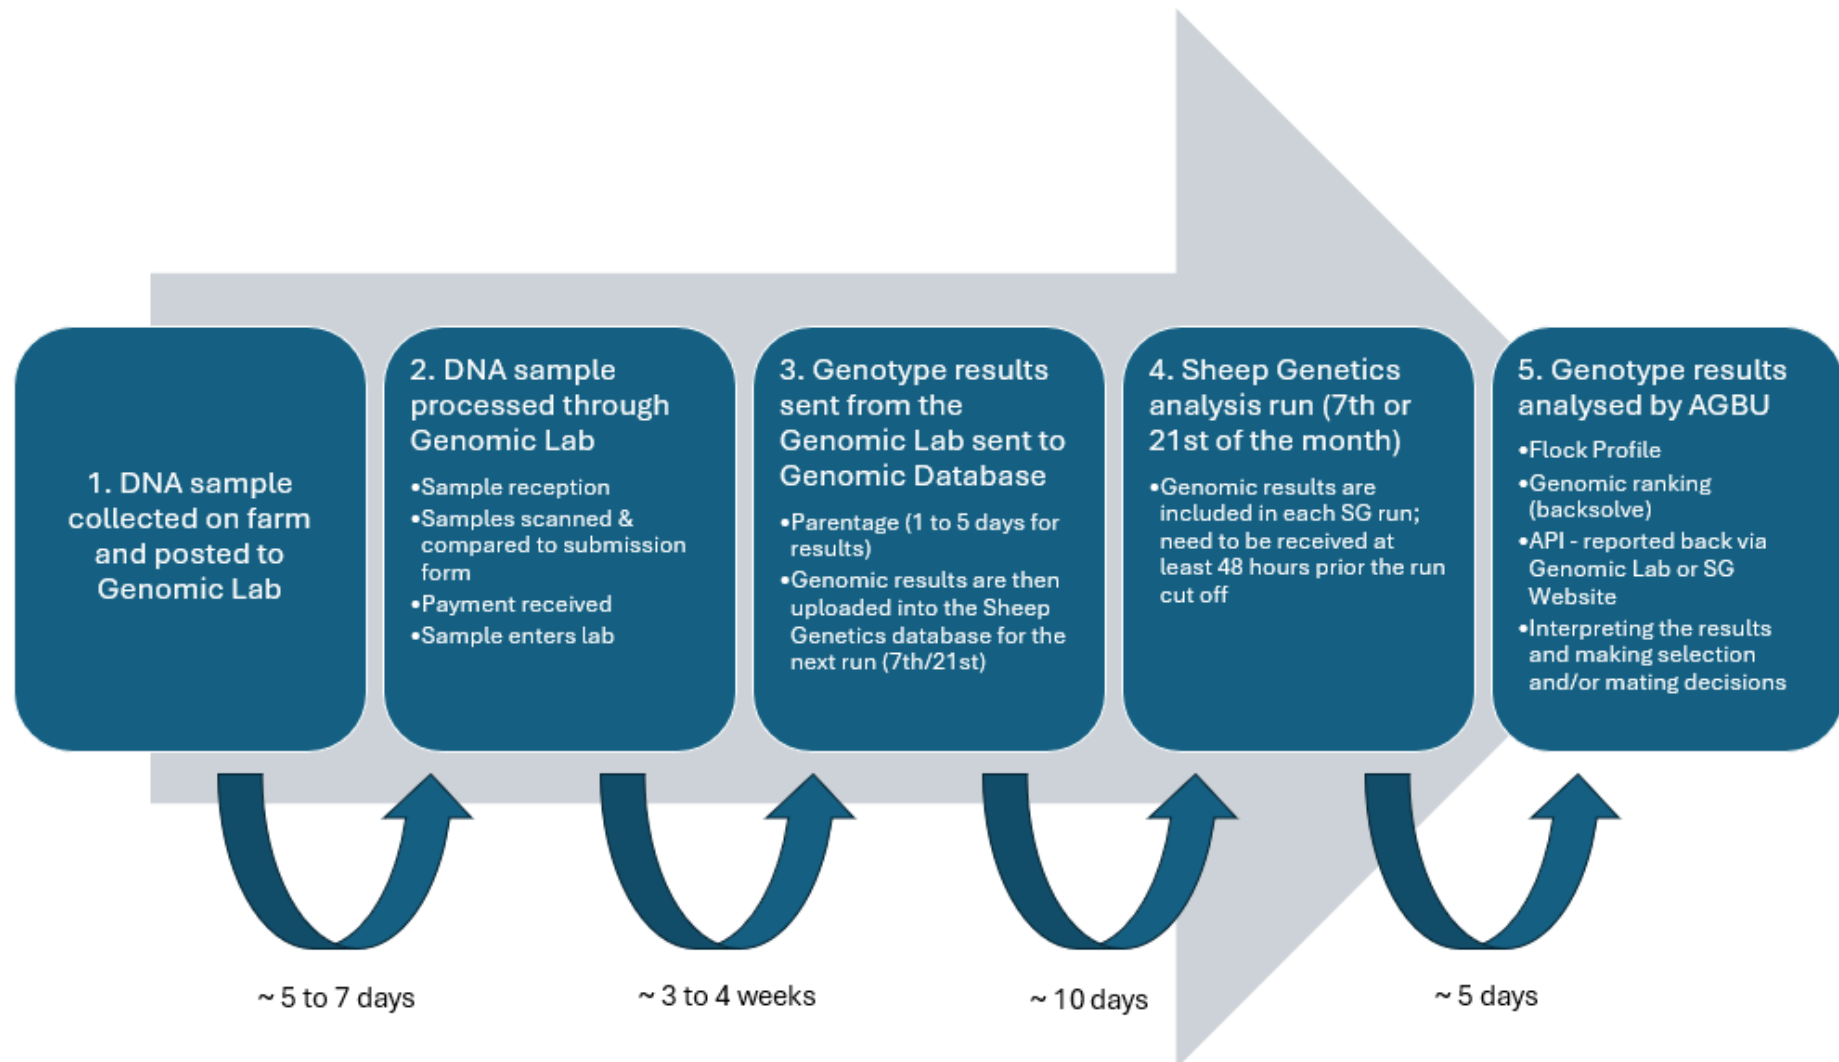 1. DNA sample
collected on farm
and posted to
Genomic Lab
2. DNA sample
processed through
Genomic Lab
•Sample reception
•Samples scanned &
compared to submission
form
•Payment received
•Sample enters lab
3. Genotype results
sent from the
Genomic Lab sent to
Genomic Database
•Parentage (1 to 5 days for
results)
•Genomic results are then
uploaded into the Sheep
Genetics database for the
next run (7th/21st)
4. Sheep Genetics
analysis run (7th or
21st of the month)
•Genomic results are
included in each SG run;
need to be received at
least 48 hours prior the run
cut off
5. Genotype results
analysed by AGBU
•Flock Profile
•Genomic ranking
(backsolve)
•API - reported back via
Genomic Lab or SG
Website
•Interpreting the results
and making selection
and/or mating decisions
~ 5 to 7 days
~ 3 to 4 weeks
~ 10 days
~ 5 days